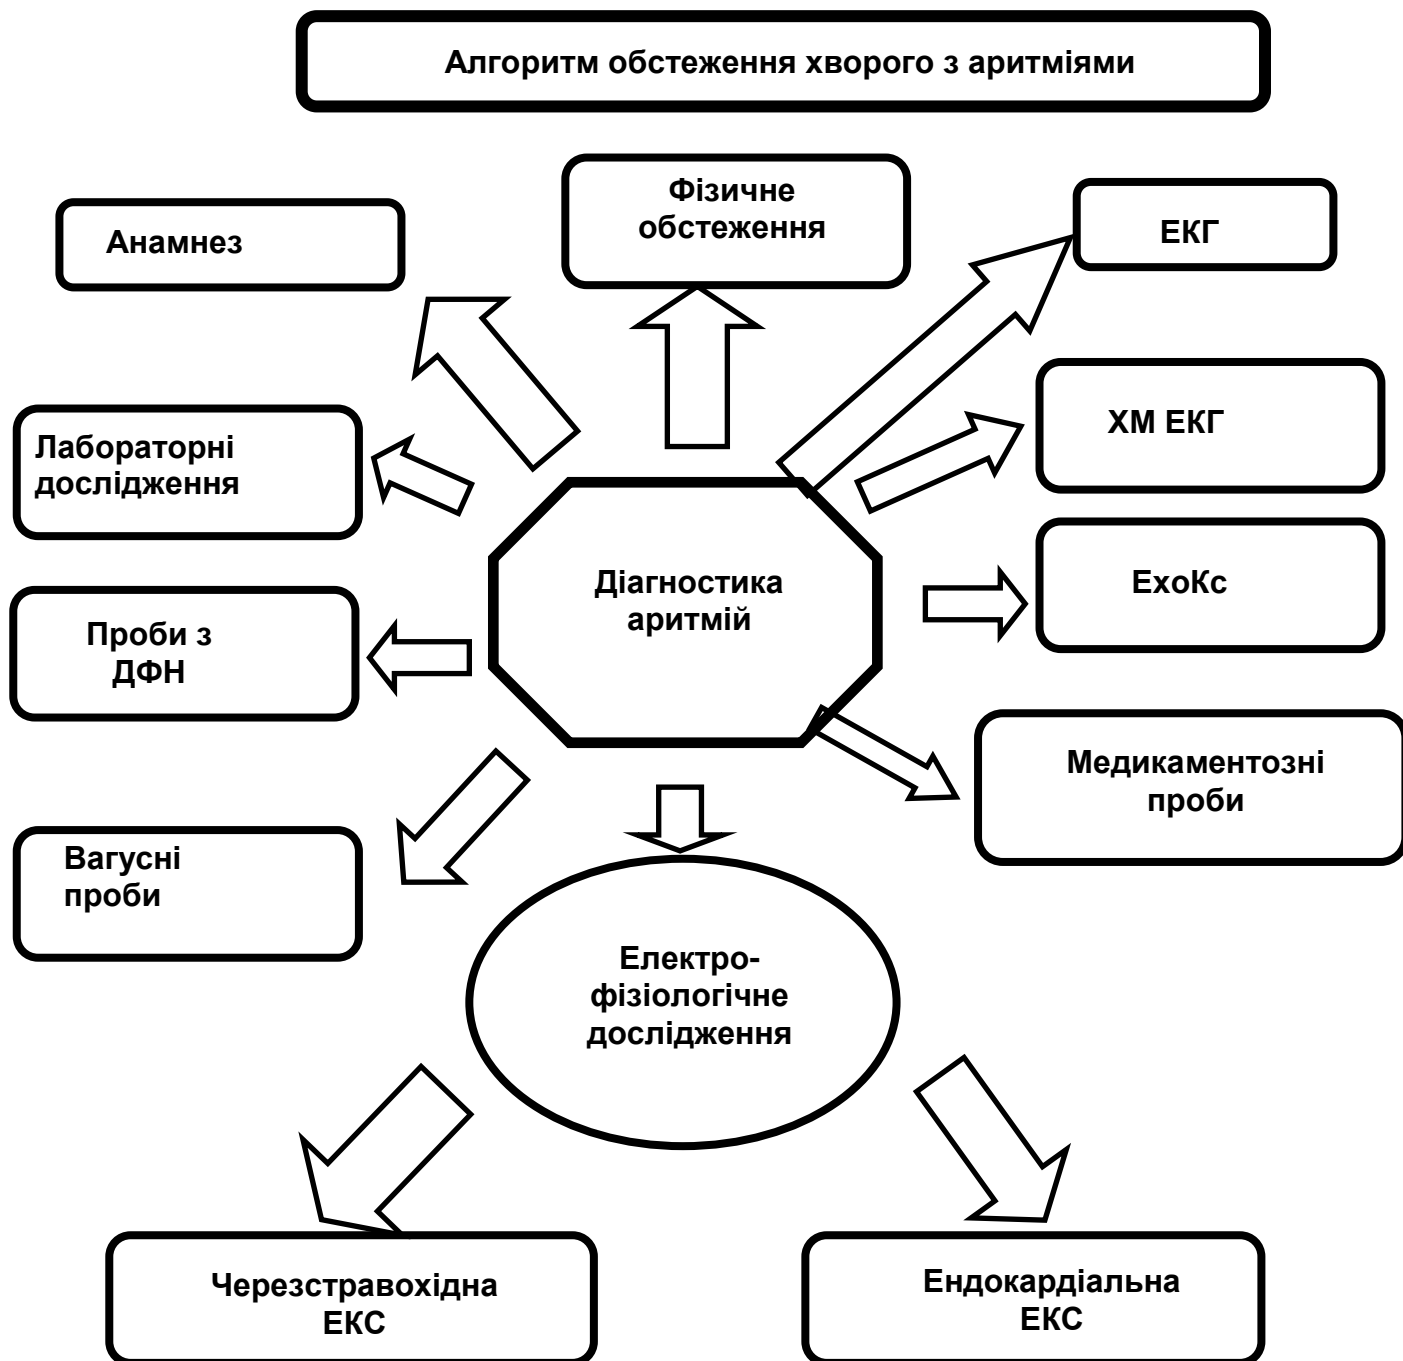 Алгоритм обстеження хворого з аритміями
Фізичне
обстеження
Анамнез
ЕКГ
ХМ ЕКГ
Лабораторні
дослідження
ЕхоКс
Діагностика
аритмій
Проби з
ДФН
Медикаментозні
проби
Вагусні
проби
Електро-
фізіологічне
дослідження
Черезстравохідна
ЕКС
Ендокардіальна
ЕКС